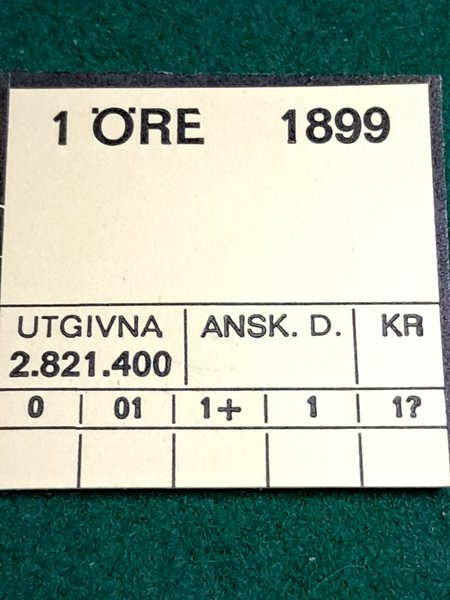 1 ÖRE 1899
UTGIVNA ANSK. D. KR
2.821.400
0 01 1+ 1 1?